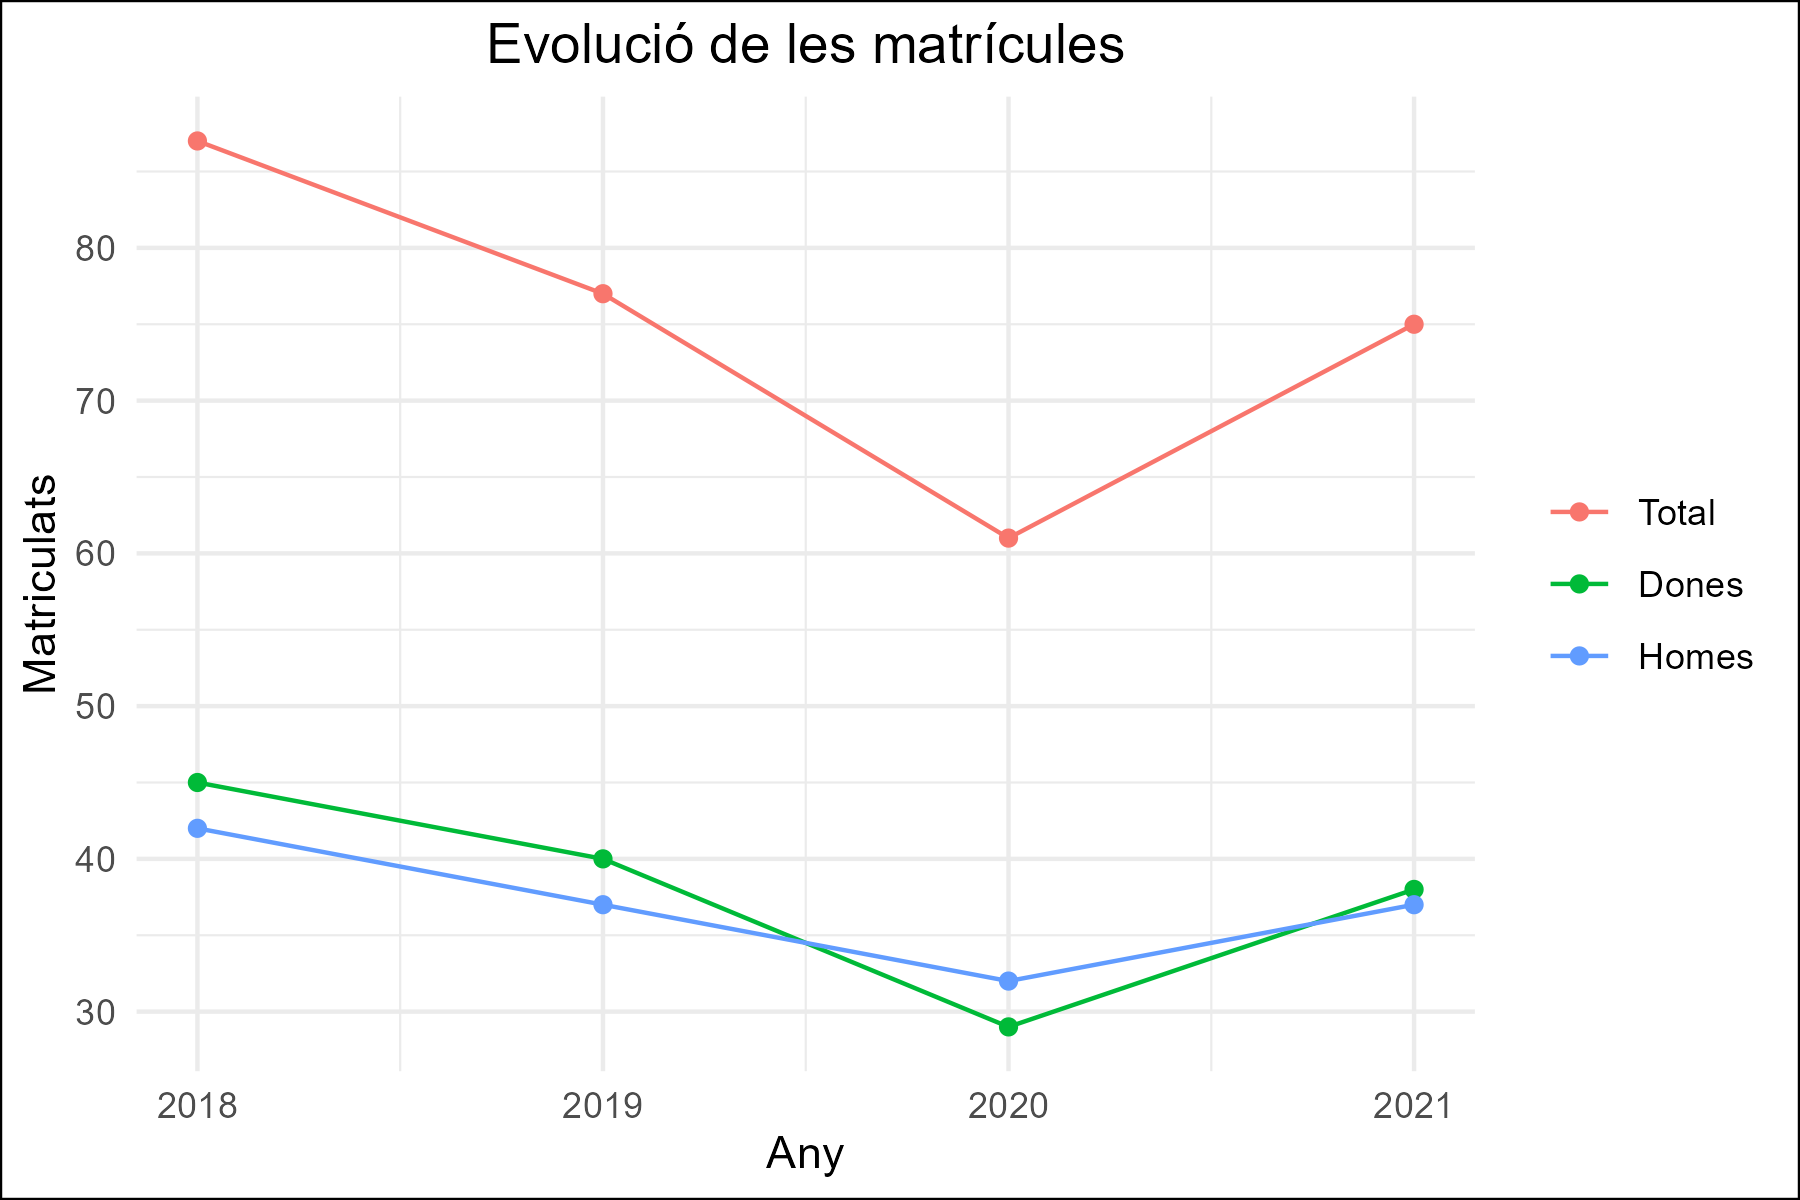 Evolució de les matrícules
Matriculats
80
70
60
50
40
30
2018 2019 2020 2021
Any
Total
Dones
Homes